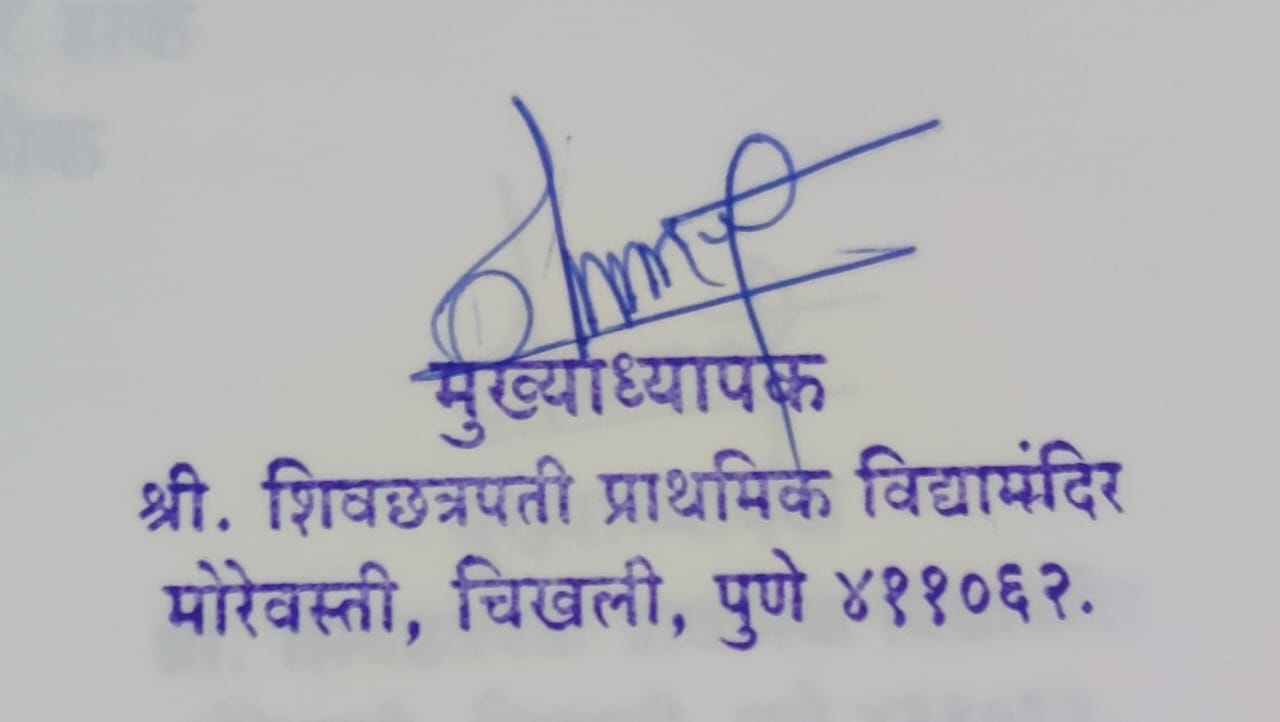 मुख्याध्यापक
श्री. शिवछत्रपती प्राथमिक विद्यामंदिर
मोरेवस्ती, चिखली, पुणे ४११०६२.